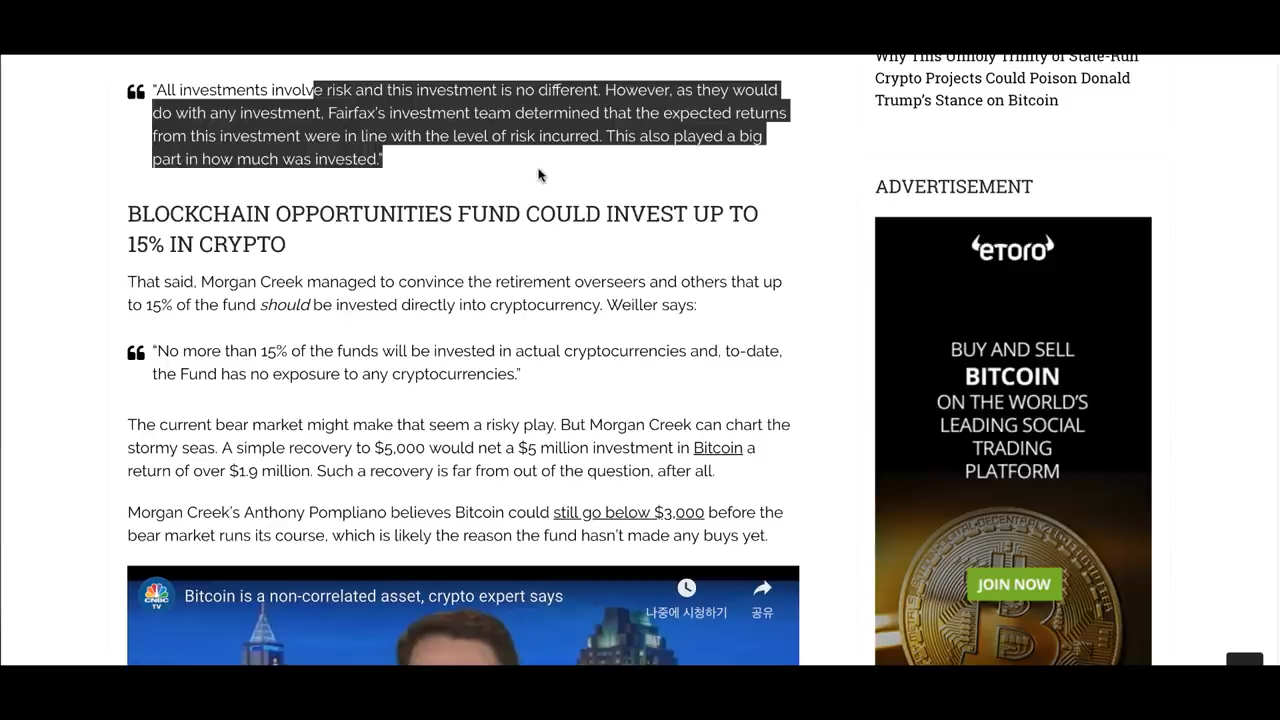 "All investments involve risk and this investment is no different. However, as they would
do with any investment, Fairfax's investment team determined that the expected returns
from this investment were in line with the level of risk incurred. This also played a big
part in how much was invested."
BLOCKCHAIN OPPORTUNITIES FUND COULD INVEST UP TO
15% IN CRYPTO
That said, Morgan Creek managed to convince the retirement overseers and others that up
to 15% of the fund should be invested directly into cryptocurrency. Weiller says:
"No more than 15% of the funds will be invested in actual cryptocurrencies and, to-date,
the Fund has no exposure to any cryptocurrencies."
The current bear market might make that seem a risky play. But Morgan Creek can chart the
stormy seas. A simple recovery to $5,000 would net a $5 million investment in Bitcoin a
return of over $1.9 million. Such a recovery is far from out of the question, after all.
Morgan Creek's Anthony Pompliano believes Bitcoin could still go below $3,000 before the
bear market runs its course, which is likely the reason the fund hasn't made any buys yet.
CNBC
TV
Bitcoin is a non-correlated asset, crypto expert says
나중에 시청하기
공유
Why This Unholy Trinity of State-Run
Crypto Projects Could Poison Donald
Trump's Stance on Bitcoin
ADVERTISEMENT
eToro
BUY AND SELL
BITCOIN
ON THE WORLD'S
LEADING SOCIAL
TRADING
PLATFORM
JOIN NOW